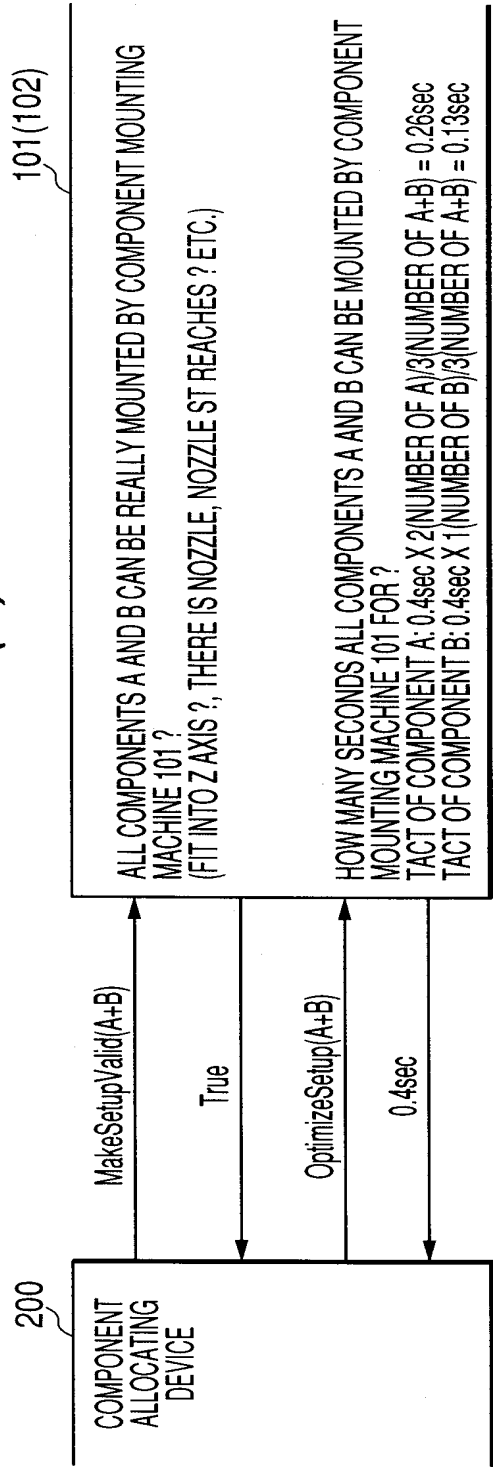 200
COMPONENT
ALLOCATING
DEVICE
MakeSetupValid(A+B)
True
OptimizeSetup(A+B)
0.4sec
101(102)
ALL COMPONENTS A AND B CAN BE REALLY MOUNTED BY COMPONENT MOUNTING
MACHINE 101 ?
(FIT INTO Z AXIS ?, THERE IS NOZZLE, NOZZLE ST REACHES ? ETC.)
HOW MANY SECONDS ALL COMPONENTS A AND B CAN BE MOUNTED BY COMPONENT
MOUNTING MACHINE 101 FOR ?
TACT OF COMPONENT A: 0.4sec X 2(NUMBER OF A)/3(NUMBER OF A+B) = 0.26sec
TACT OF COMPONENT B: 0.4sec X 1(NUMBER OF B)/3(NUMBER OF A+B) = 0.13sec